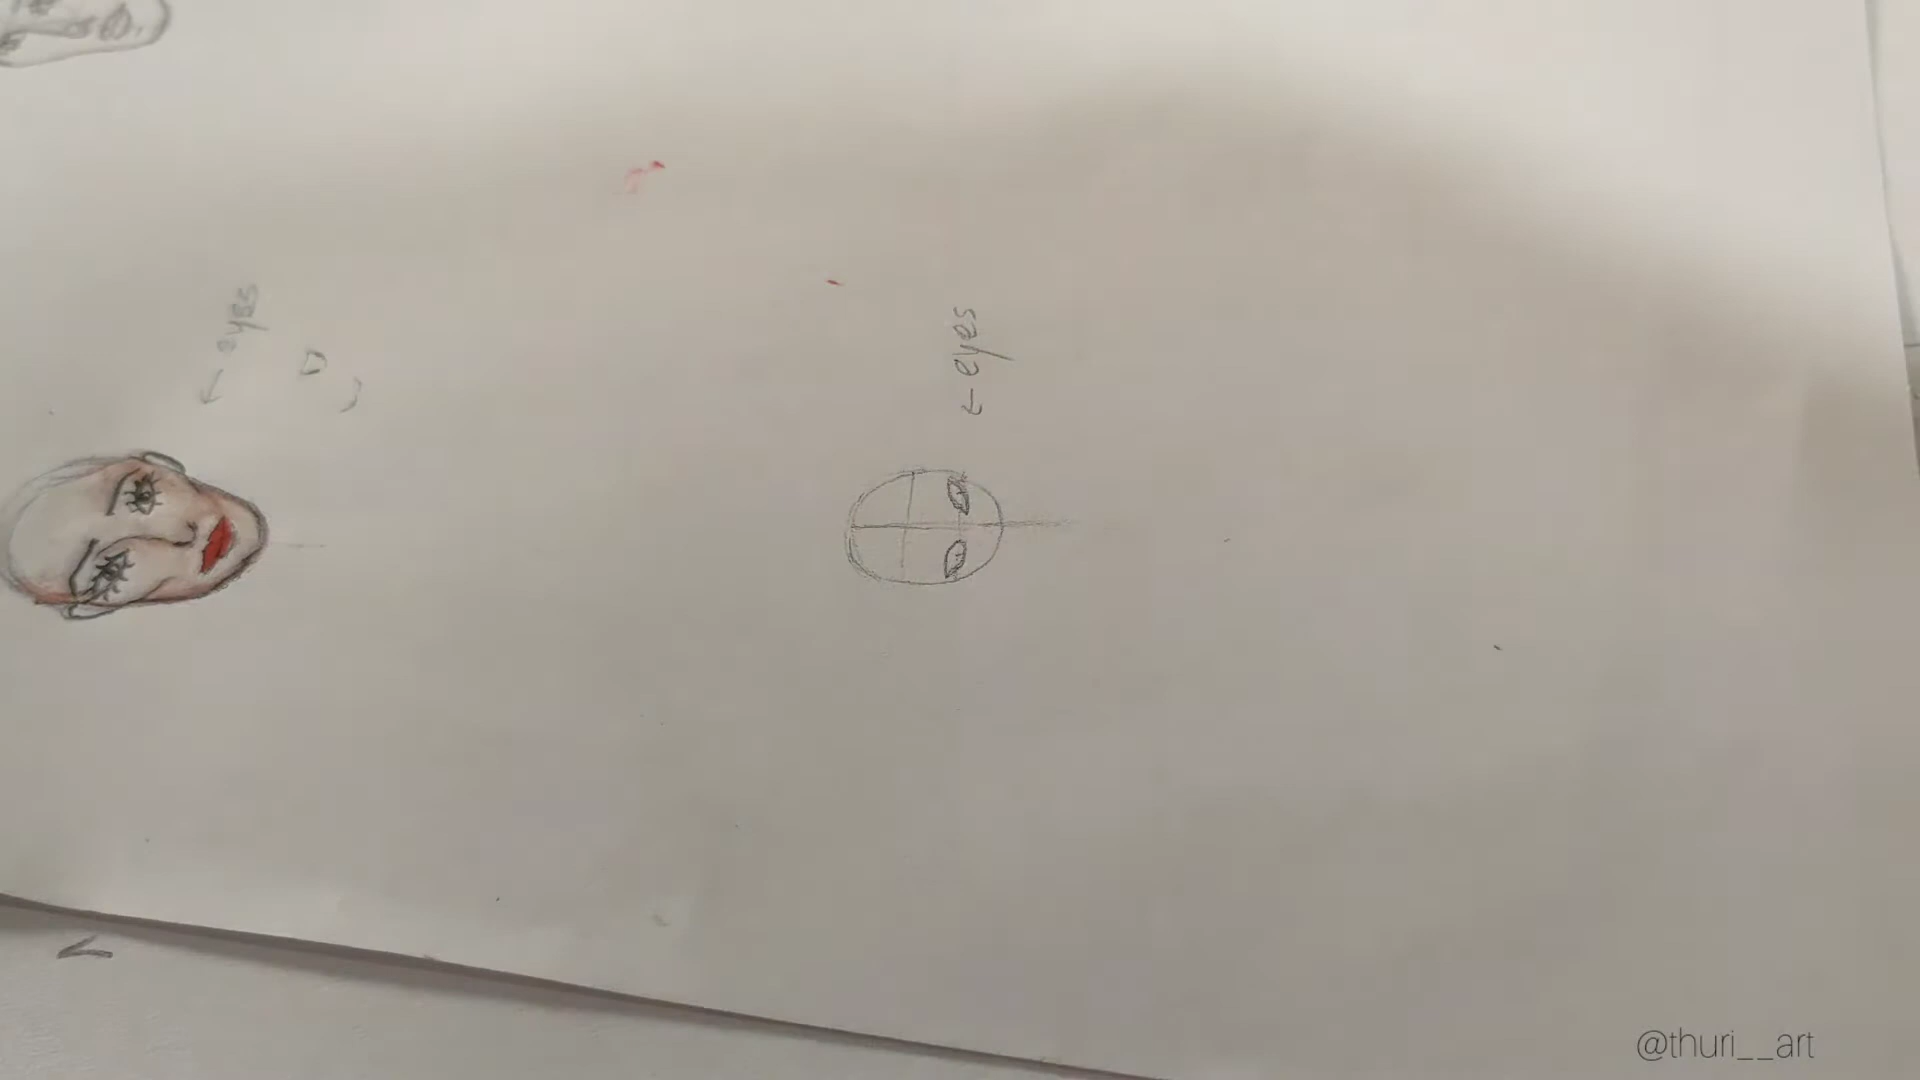 ← eyes
← eyes
@thuri__art